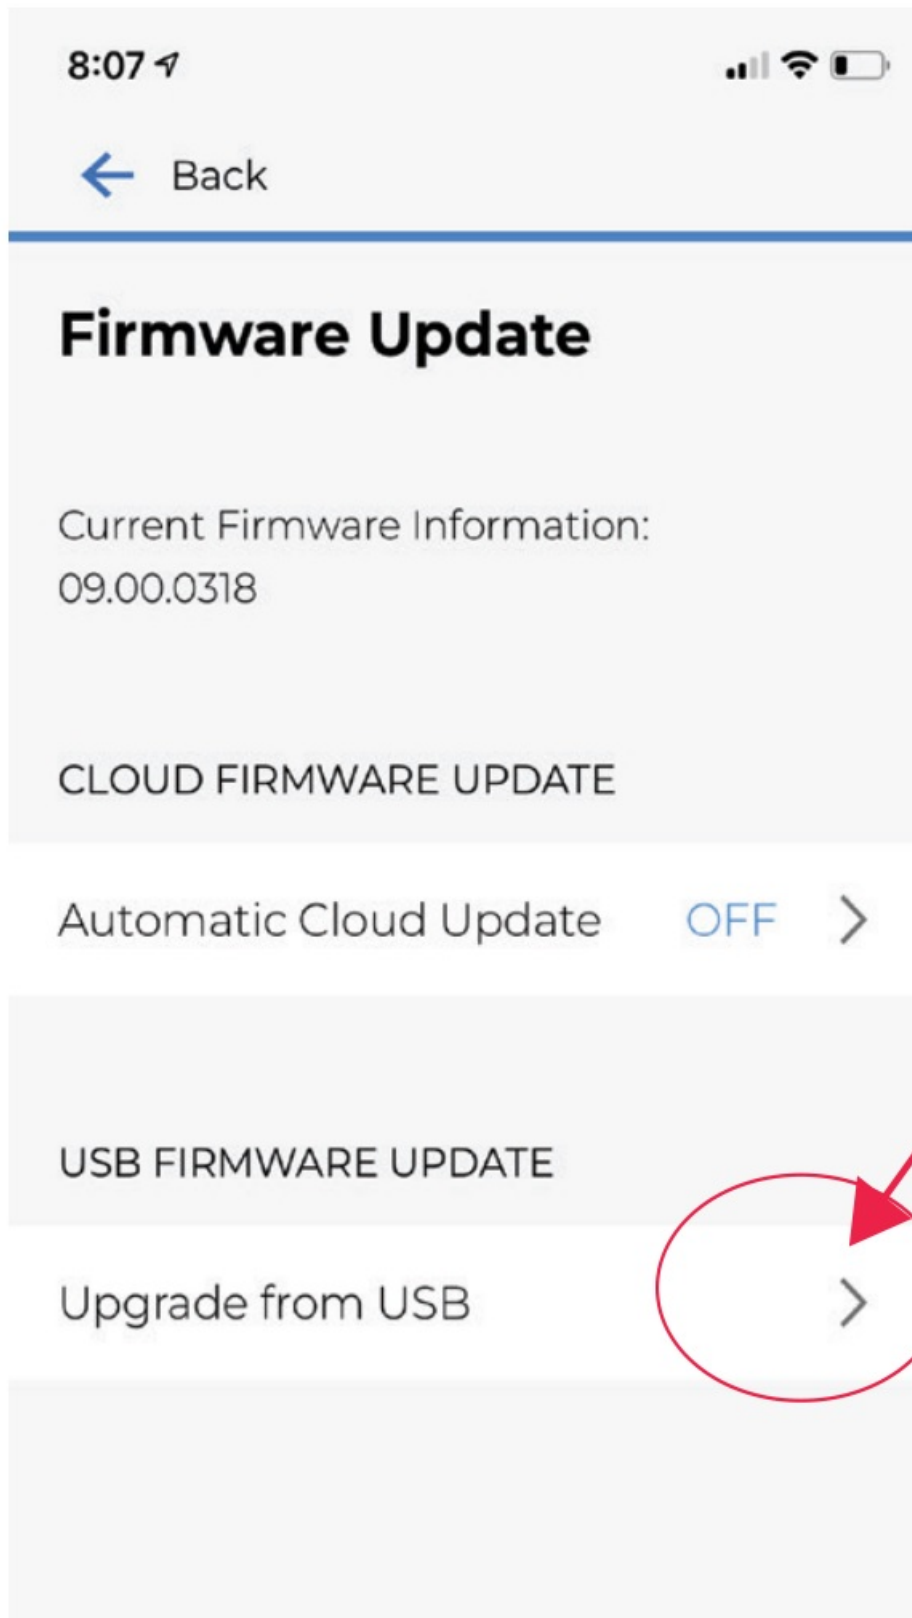 8:07
Back
Firmware Update
Current Firmware Information:
09.00.0318
CLOUD FIRMWARE UPDATE
Automatic Cloud Update OFF
USB FIRMWARE UPDATE
Upgrade from USB